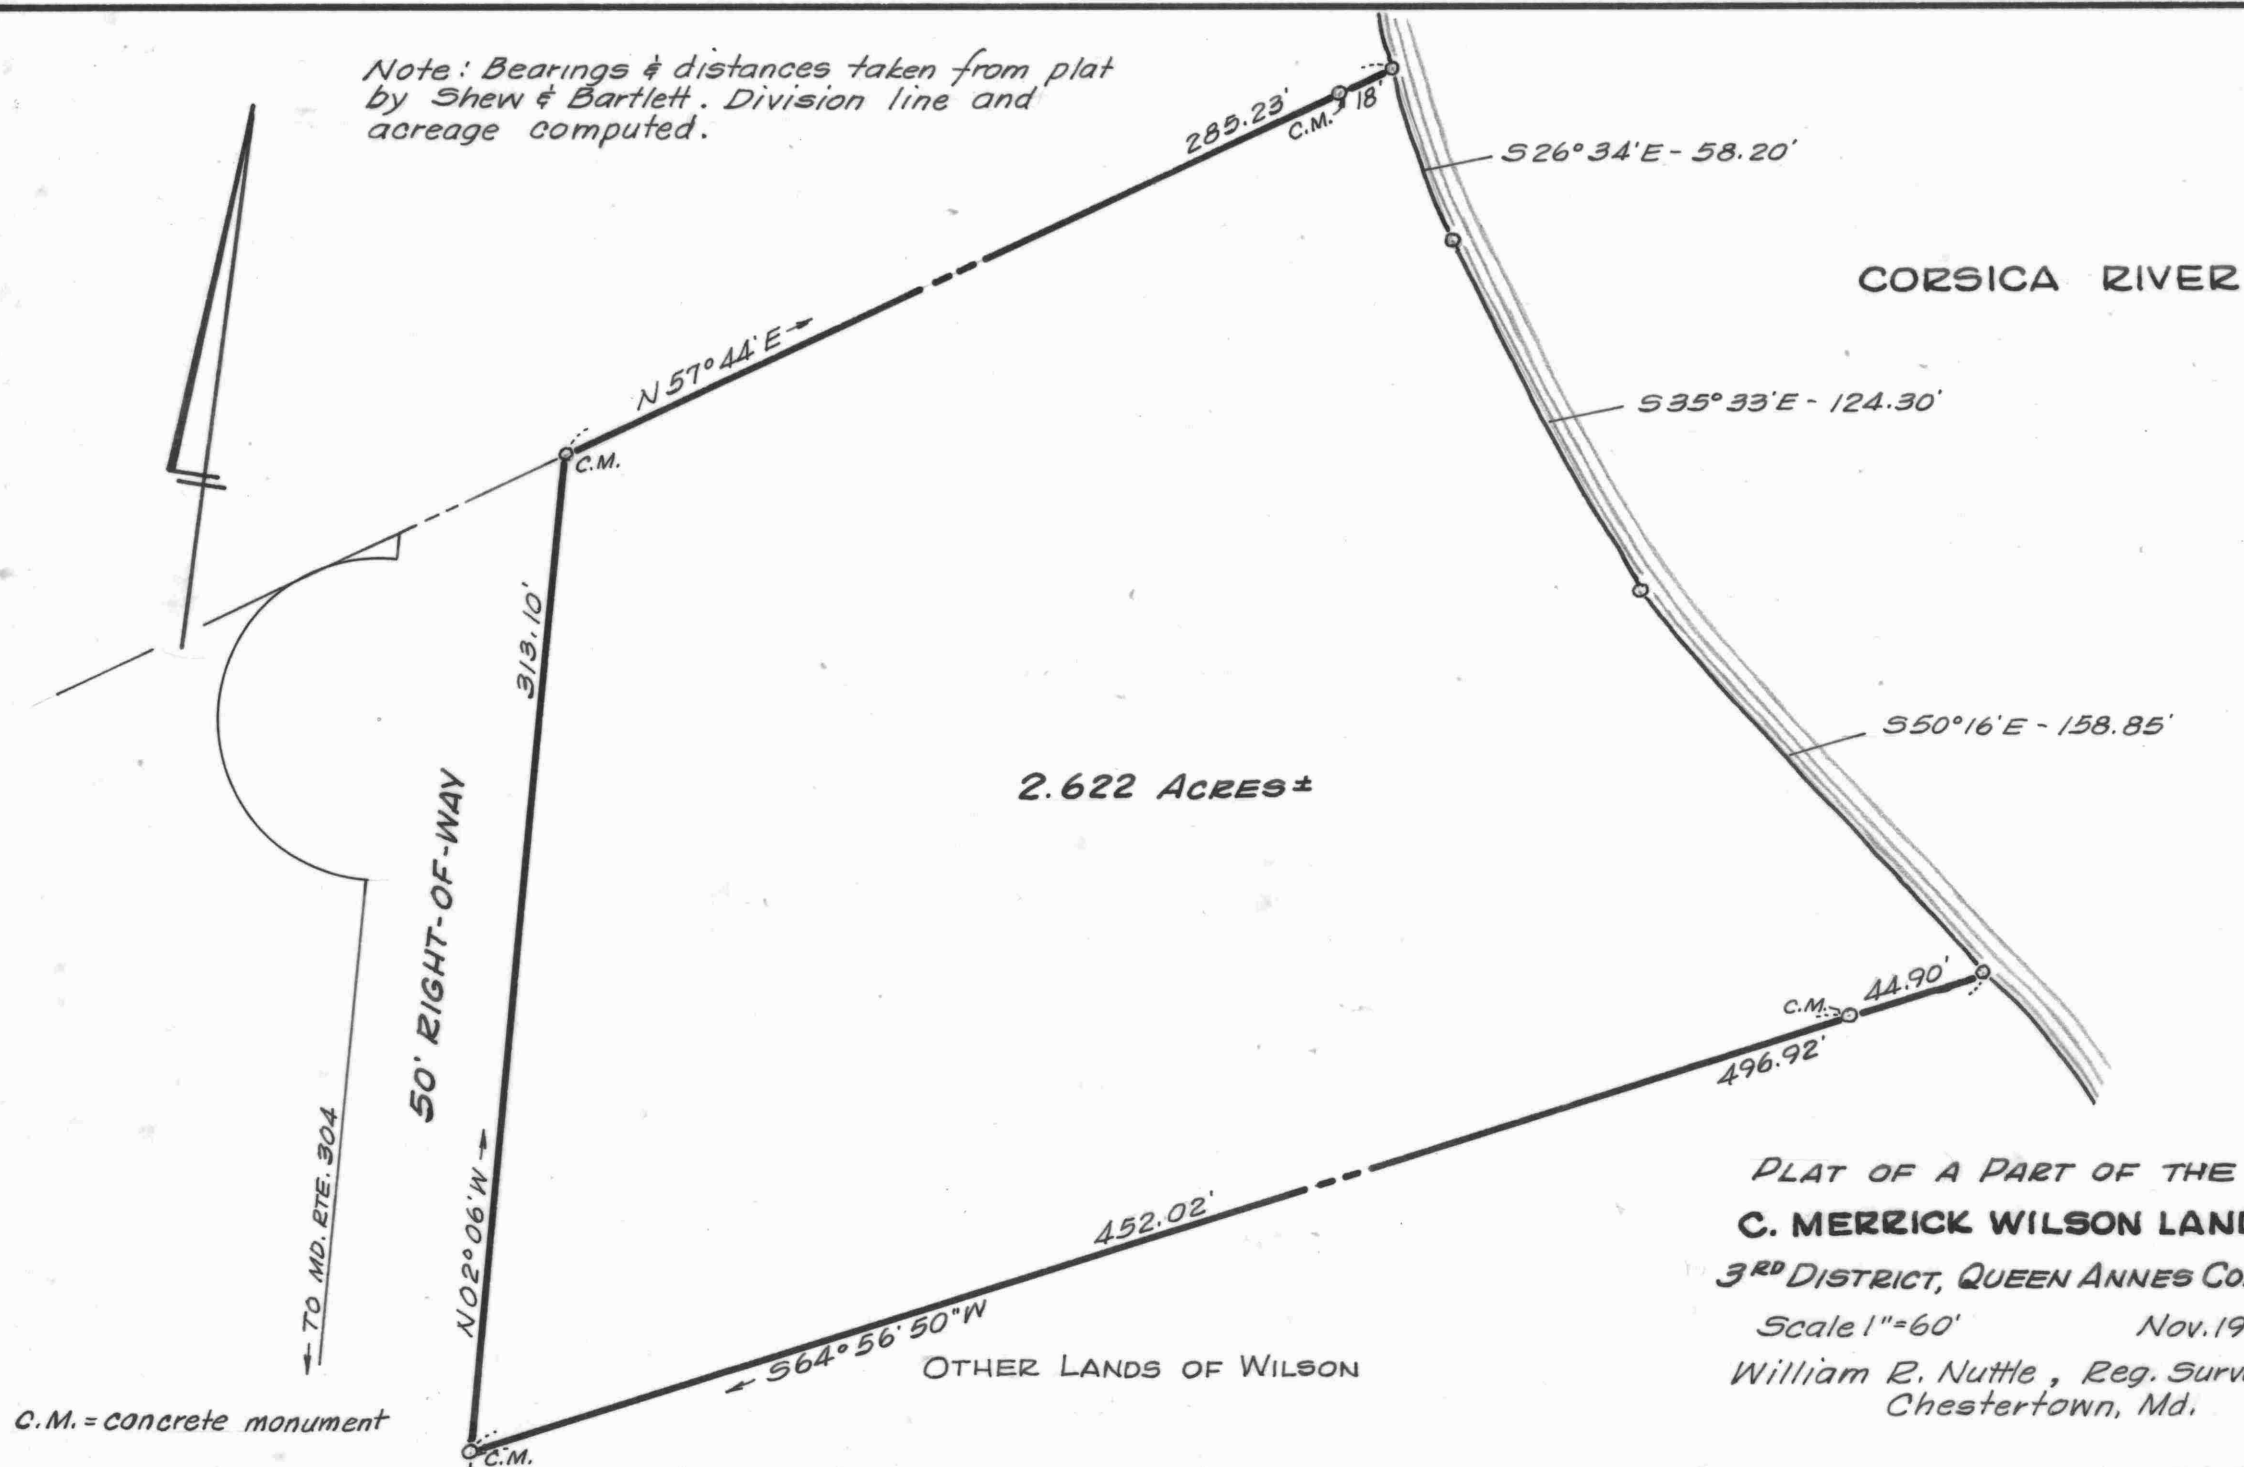 Note: Bearings & distances taken from plat
by Shew & Bartlett. Division line and
acreage computed.
285.23'
C.M.
18'
S26°34'E - 58.20'
CORSICA RIVER
N57°44'E
C.M.
S35°33'E - 124.30'
313.10'
S50°16'E - 158.85'
2.622 ACRES±
50' RIGHT-OF-WAY
44.90'
C.M.
496.92'
TO MD. RTE. 304
N02°06'W
452.02'
S64°56'50"W
OTHER LANDS OF WILSON
PLAT OF A PART OF THE
C. MERRICK WILSON
3RD DISTRICT, QUEEN ANNES
Scale 1"=60' Nov.
William R. Nuttle, Reg.
Chestertown, Md.
C.M. = concrete monument
C.M.